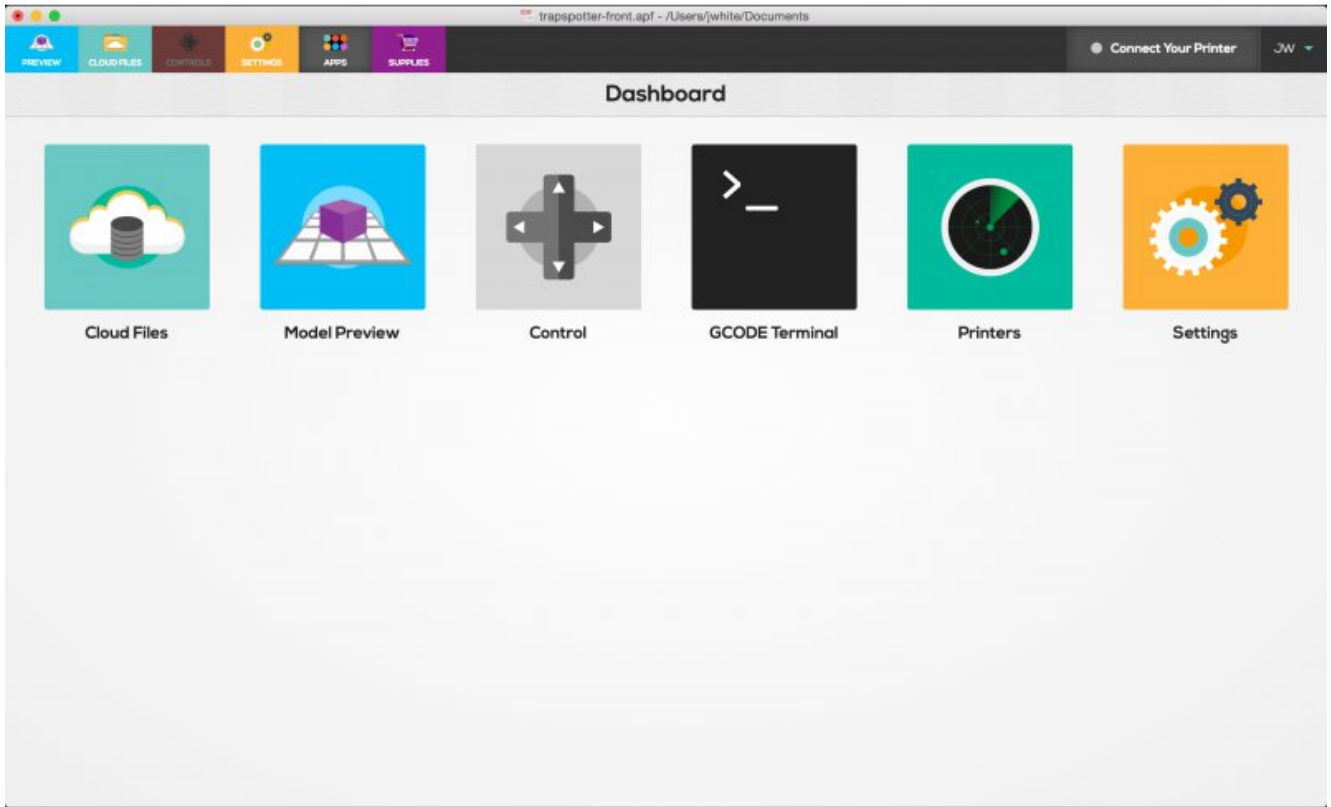 trapspotter-front.apf - /Users/jwhite/Documents
PREVIEW CLOUD FILES CONTROLS SETTINGS APPS SUPPLIES Connect Your Printer JW
Dashboard
>_
Cloud Files Model Preview Control GCODE Terminal Printers Settings